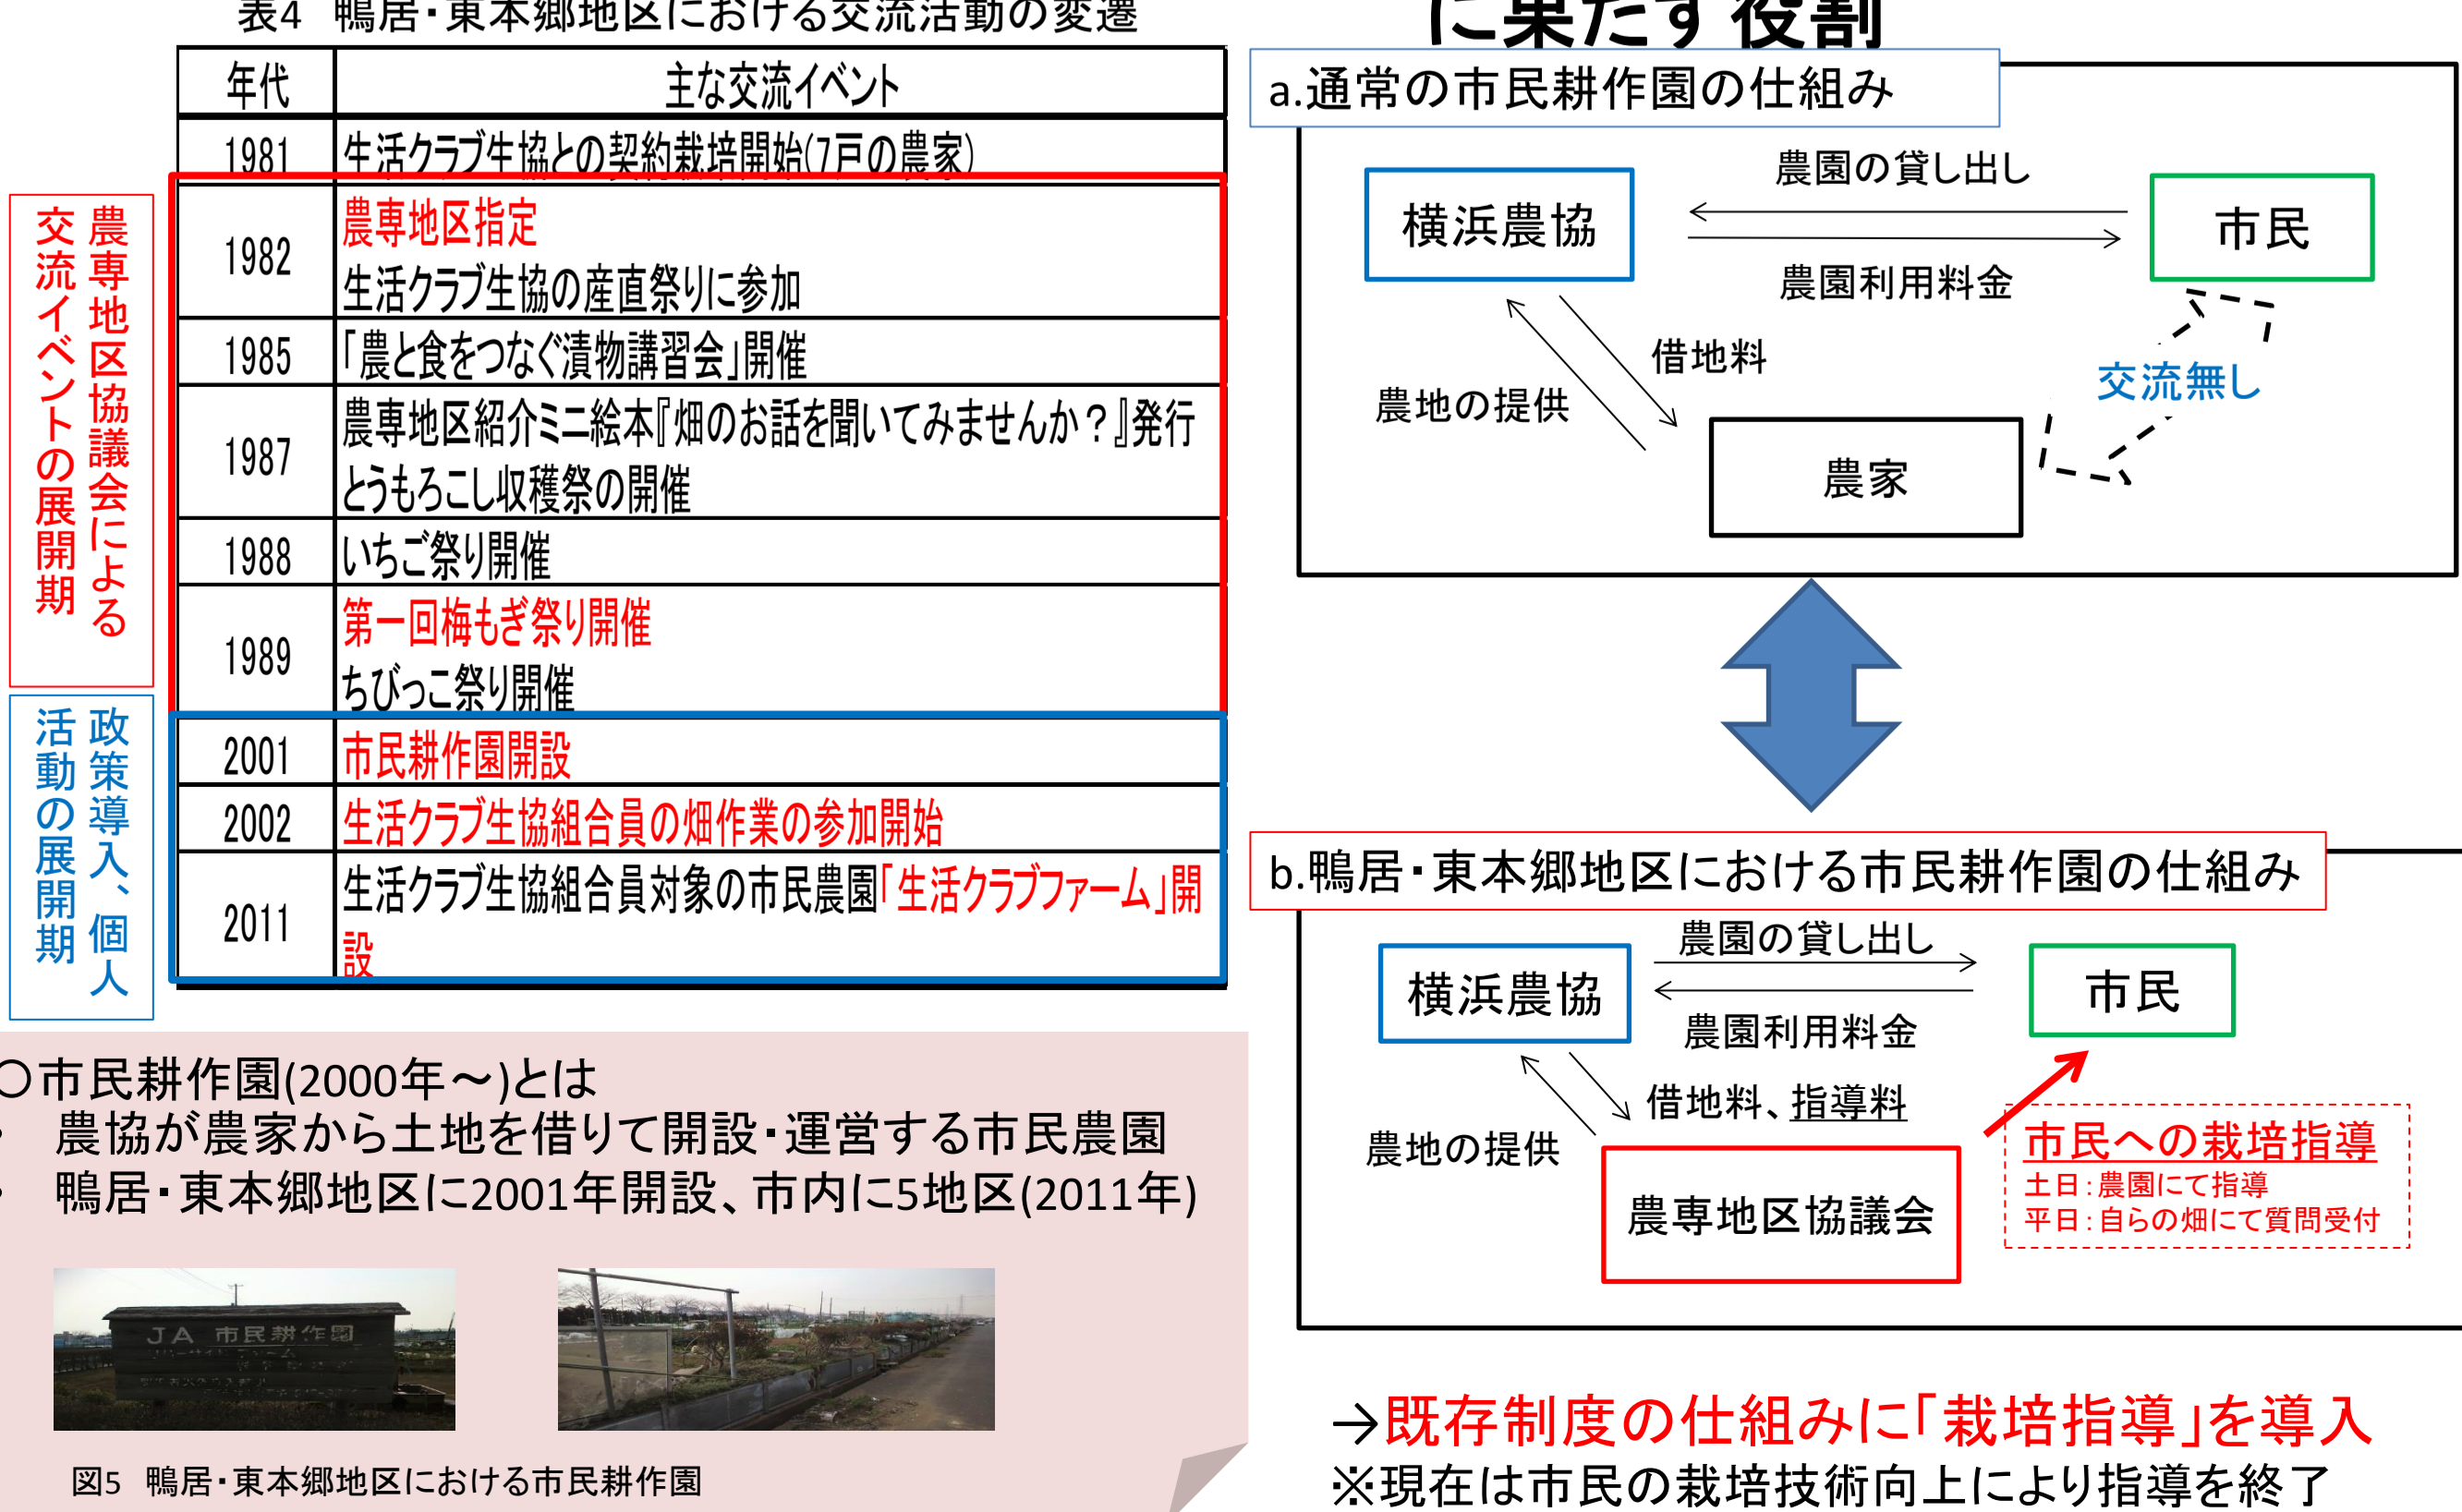 表4 鴨居・東本郷地区における交流活動の変遷
年代 主な交流イベント
1981 生活クラブ生協との契約栽培開始(7戸の農家)
1982 農専地区指定
生活クラブ生協の産直祭りに参加
1985 「農と食をつなぐ漬物講習会」開催
1987 農専地区紹介ミニ絵本『畑のお話を聞いてみませんか？』発行
とうもろこし収穫祭の開催
1988 いちご祭り開催
1989 第一回梅もぎ祭り開催
ちびっこ祭り開催
2001 市民耕作園開設
2002 生活クラブ生協組合員の畑作業の参加開始
2011 生活クラブ生協組合員対象の市民農園「生活クラブファーム」開
設
農専地区協議会による
交流イベントの展開期
政策導入、個人
活動の展開期
○市民耕作園(2000年～)とは
・ 農協が農家から土地を借りて開設・運営する市民農園
・ 鴨居・東本郷地区に2001年開設、市内に5地区(2011年)
JA 市民耕作園
図5 鴨居・東本郷地区における市民耕作園
に果たす役割
a.通常の市民耕作園の仕組み
農園の貸し出し
横浜農協
市民
農園利用料金
借地料
農地の提供
交流無し
農家
b.鴨居・東本郷地区における市民耕作園の仕組み
農園の貸し出し
横浜農協
市民
農園利用料金
借地料、指導料
農地の提供
市民への栽培指導
土日：農園にて指導
平日：自らの畑にて質問受付
農専地区協議会
→既存制度の仕組みに「栽培指導」を導入
※現在は市民の栽培技術向上により指導を終了